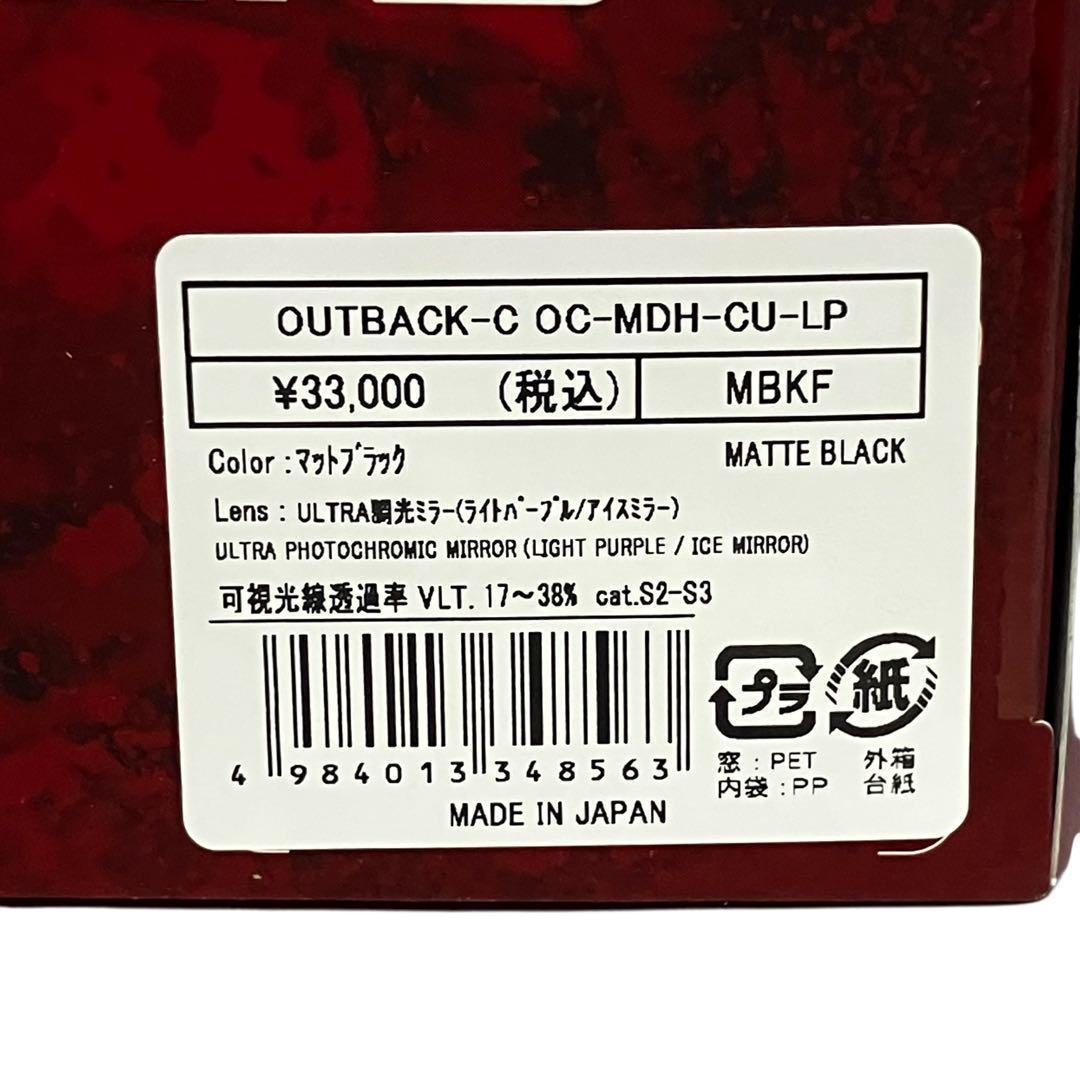 OUTBACK-C OC-MDH-CU-LP
¥33,000 (税込) MBKF
Color :マットブラック MATTE BLACK
Lens : ULTRA調光ミラー(ライトパープル/アイスミラー)
ULTRA PHOTOCHROMIC MIRROR (LIGHT PURPLE / ICE MIRROR)
可視光線透過率 VLT. 17〜38% cat.S2-S3
4 984013 348563
プラ 紙
窓 : PET 外箱
内袋 : PP 台紙
MADE IN JAPAN